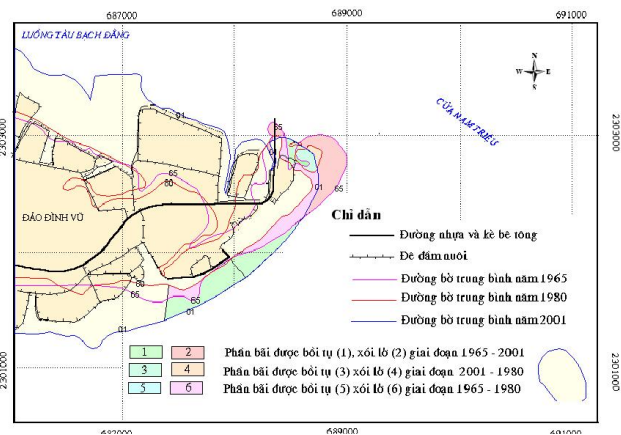 687000 689000 691000
LUỒNG TÀU BẠCH ĐẰNG
N
W E
S
01
65
CỬA NAM TRIỆU
2303000 2303000
01
65
80
01
65
ĐẢO ĐÌNH VŨ
Chỉ dẫn
Đường nhựa và kè bê tông
Đê đầm nuôi
80
Đường bờ trung bình năm 1965
65
65
Đường bờ trung bình năm 1980
01
Đường bờ trung bình năm 2001
1 2 Phần bãi được bồi tụ (1), xói lở (2) giai đoạn 1965 - 2001
3 4 Phần bãi được bồi tụ (3) xói lở (4) giai đoạn 2001 - 1980
5 6 Phần bãi được bồi tụ (5) xói lở (6) giai đoạn 1965 - 1980
2301000 2301000
687000 689000 691000